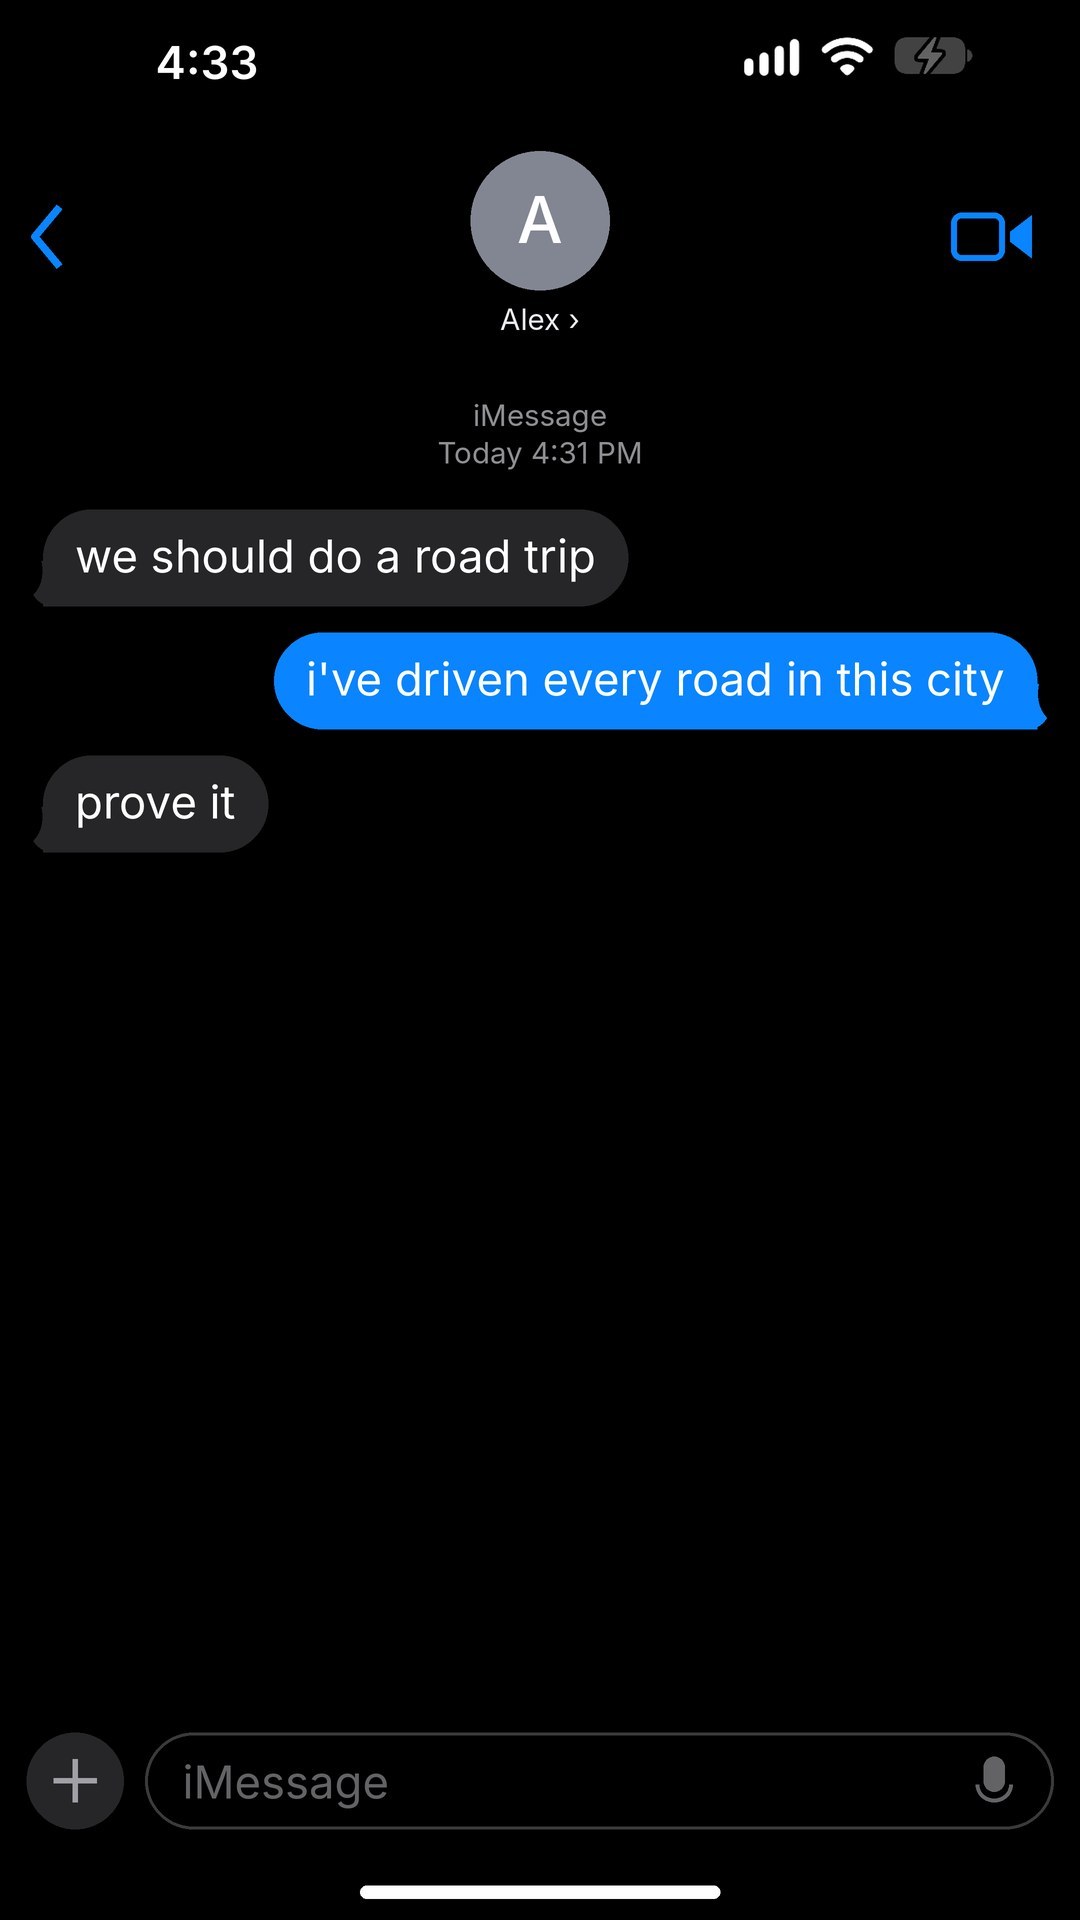 4:33
A
Alex ›
iMessage
Today 4:31 PM
we should do a road trip
i've driven every road in this city
prove it
iMessage